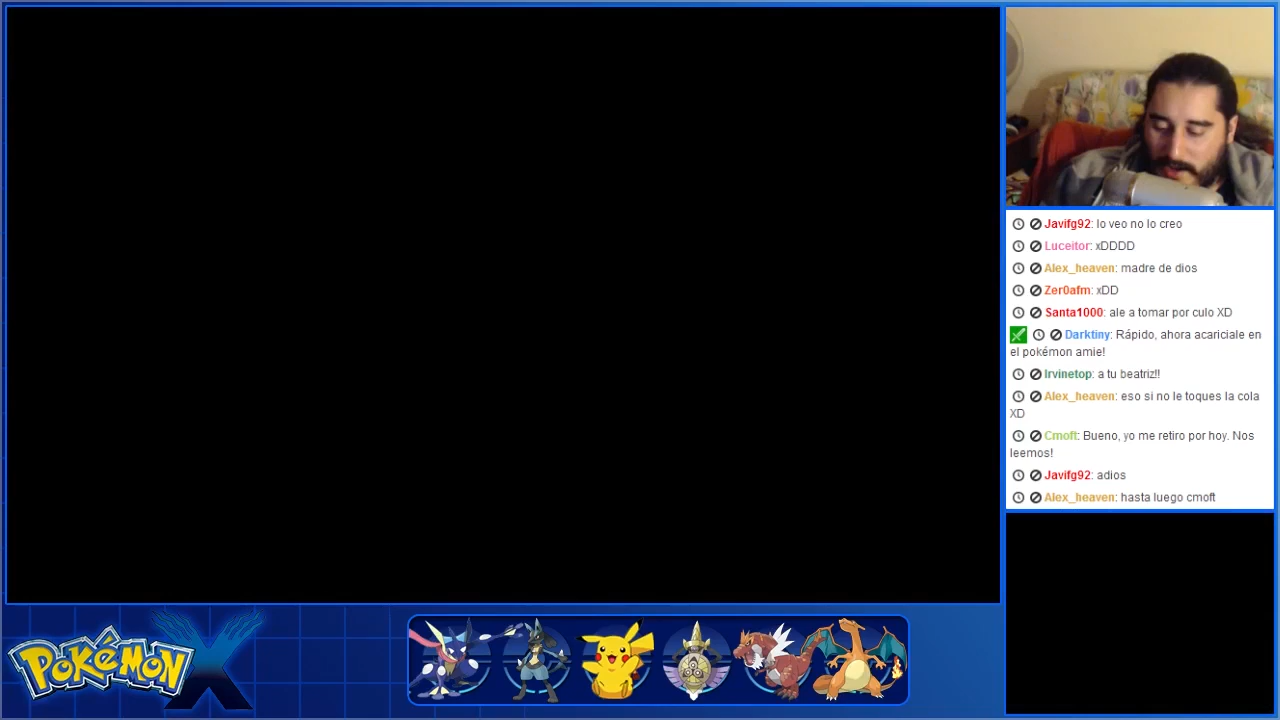 Javifg92: lo veo no lo creo
Luceitor: xDDDD
Alex_heaven: madre de dios
Zer0afm: xDD
Santa1000: ale a tomar por culo XD
Darktiny: Rápido, ahora acariciale en
el pokémon amie!
Irvinetop: a tu beatriz!!
Alex_heaven: eso si no le toques la cola
XD
Cmoft: Bueno, yo me retiro por hoy. Nos
leemos!
Javifg92: adios
Alex_heaven: hasta luego cmoft
POKéMON X